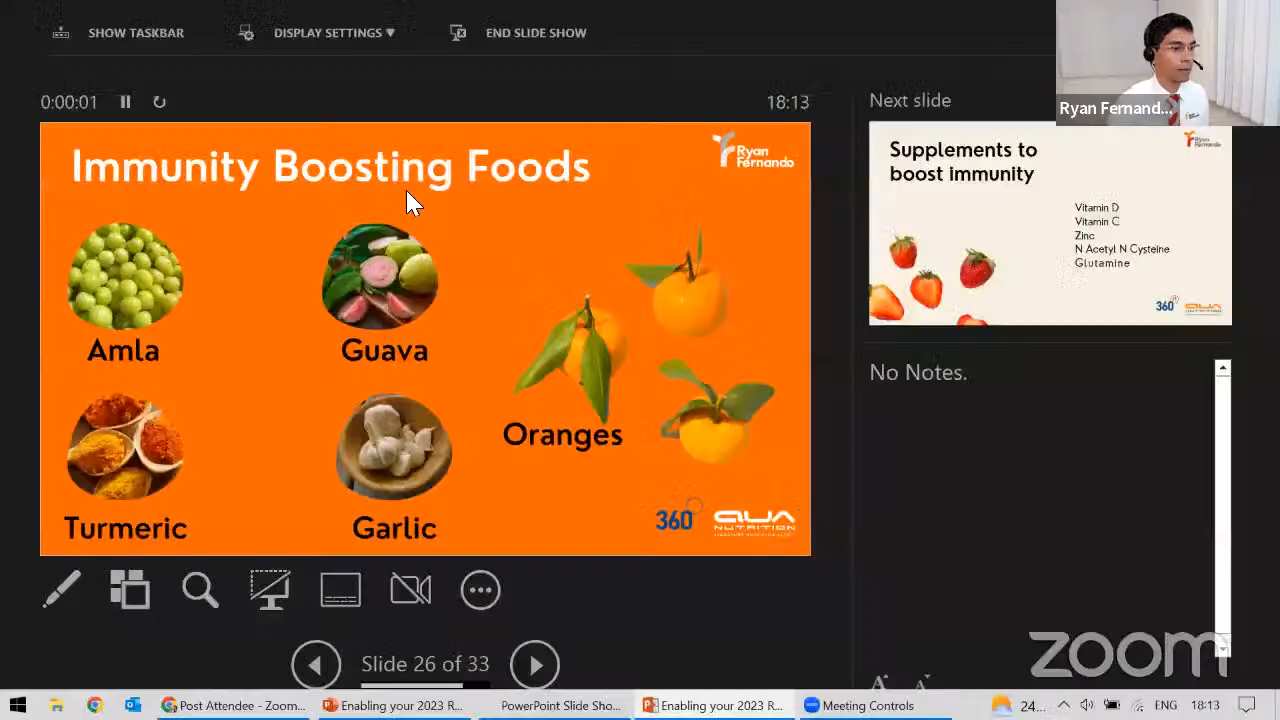 SHOW TASKBAR
DISPLAY SETTINGS ▼
END SLIDE SHOW
Ryan Fernand...
0:00:01
18:13
Next slide
Immunity Boosting Foods
Ryan
Fernando
Amla
Guava
Oranges
Turmeric
Garlic
360°
QUA
NUTRITION
Supplements to
boost immunity
Vitamin D
Vitamin C
Zinc
N Acetyl N Cysteine
Glutamine
360°
QUA
NUTRITION
No Notes.
Slide 26 of 33
zoom
Post Attendee - Zoom...
Enabling your 2023 R...
PowerPoint Slide Sho...
Enabling your 2023 R...
Meeting Controls
24...
ENG
18:13